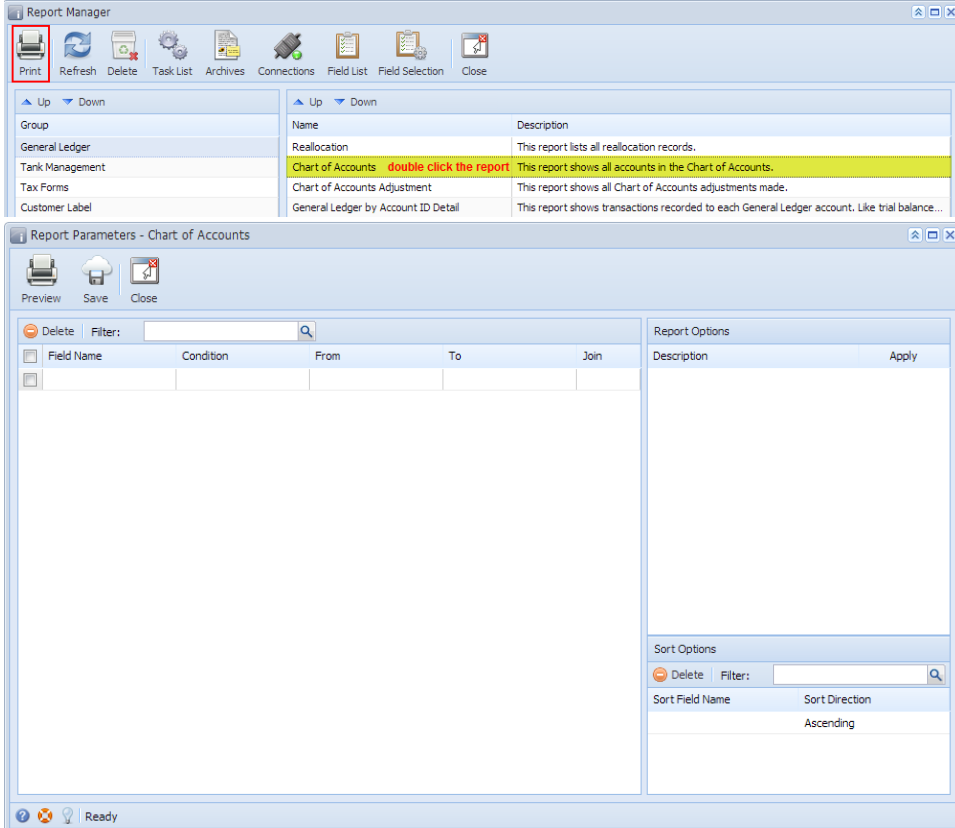 Report Manager
Print Refresh Delete Task List Archives Connections Field List Field Selection Close
Up Down
Group
General Ledger
Tank Management
Tax Forms
Customer Label
Up Down
Name Description
Reallocation This report lists all reallocation records.
Chart of Accounts double click the report This report shows all accounts in the Chart of Accounts.
Chart of Accounts Adjustment This report shows all Chart of Accounts adjustments made.
General Ledger by Account ID Detail This report shows transactions recorded to each General Ledger account. Like trial balance...
Report Parameters - Chart of Accounts
Preview Save Close
Delete Filter:
Field Name Condition From To Join
Report Options
Description Apply
Sort Options
Delete Filter:
Sort Field Name Sort Direction
Ascending
Ready